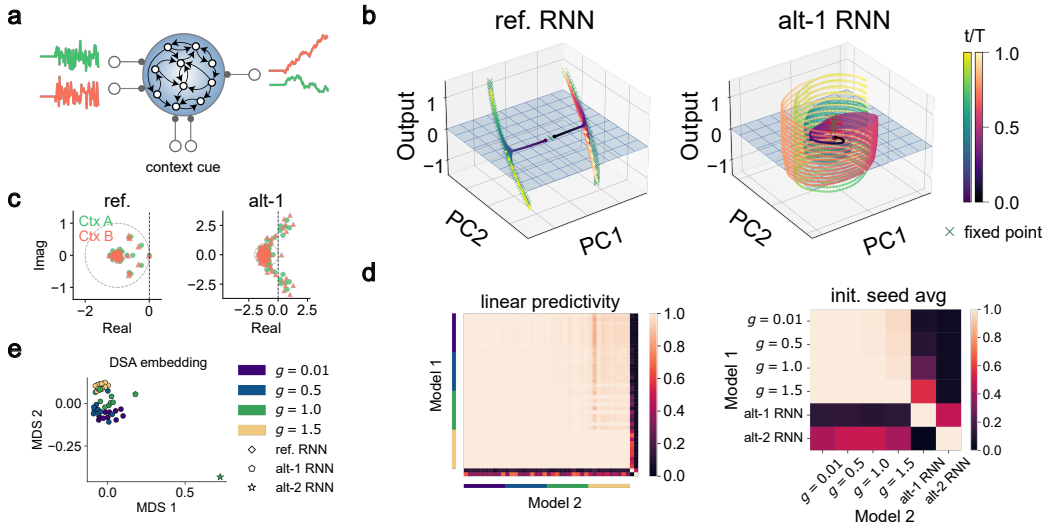 a
context cue
b
ref. RNN
alt-1 RNN
Output
1
0
−1
PC2
PC1
Output
1
0
−1
PC2
PC1
t/T
1.0
0.5
0.0
× fixed point
c
ref.
alt-1
Ctx A
Ctx B
Imag
1
0
−1
−2
0
Real
2.5
0.0
−2.5
0.0
2.5
Real
d
linear predictivity
Model 1
Model 2
1.0
0.8
0.6
0.4
0.2
0.0
init. seed avg
Model 1
g = 0.01
g = 0.5
g = 1.0
g = 1.5
alt-1 RNN
alt-2 RNN
g = 0.01
g = 0.5
g = 1.0
g = 1.5
alt-1 RNN
alt-2 RNN
Model 2
1.0
0.8
0.6
0.4
0.2
0.0
e
DSA embedding
MDS 2
0.00
−0.25
0.0
0.5
MDS 1
g = 0.01
g = 0.5
g = 1.0
g = 1.5
ref. RNN
alt-1 RNN
alt-2 RNN